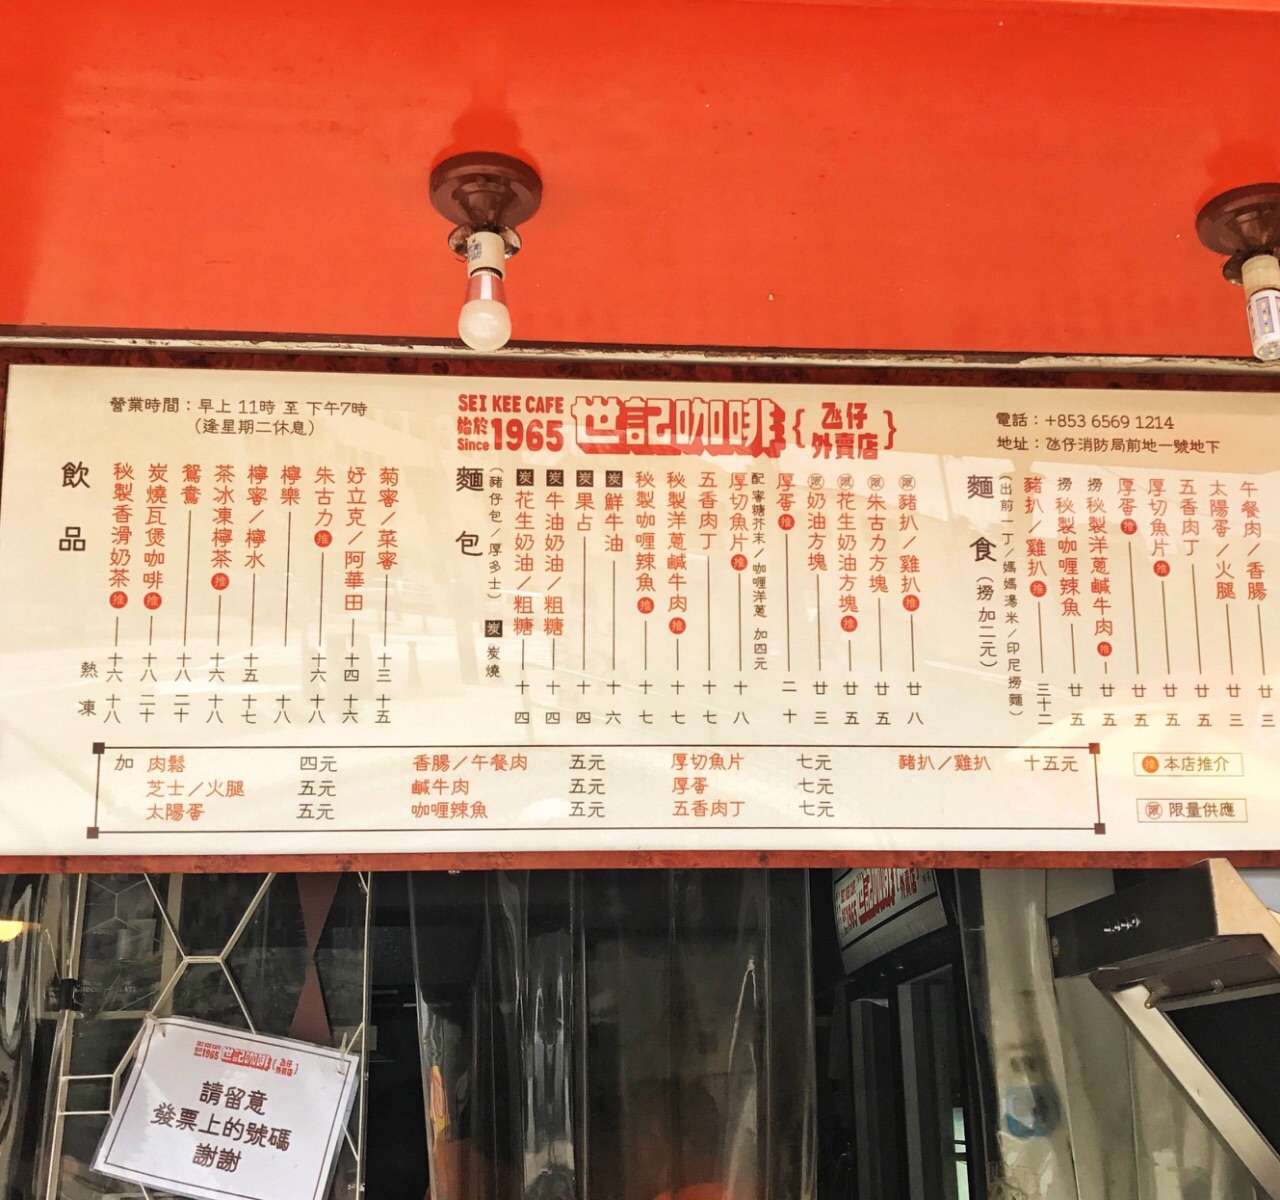 營業時間：早上 11時 至 下午7時
（逢星期二休息）
SEI KEE CAFE
始於
Since 1965
世記咖啡
{氹仔外賣店}
電話：+853 6569 1214
地址：氹仔消防局前地一號地下
飲品
熱
凍
秘製香滑奶茶 推 十六 十八
炭燒瓦煲咖啡 推 十八 二十
鴛鴦 十八 二十
茶冰凍檸茶 推 十六 十八
檸蜜／檸水 十五 十七
檸樂 十八
朱古力 推 十六 十八
好立克／阿華田 十四 十六
菊蜜／菜蜜 十三 十五
麵包
（豬仔包／厚多士） 炭 炭燒
炭 花生奶油／粗糖 十四
炭 牛油奶油／粗糖 十四
炭 果占 十四
炭 鮮牛油 十六
秘製咖喱辣魚 推 十七
秘製洋蔥鹹牛肉 推 十七
五香肉丁 十七
厚切魚片 推 十八
配蜜糖芥末／咖喱洋蔥 加四元
厚蛋 推 二十
限 奶油方塊 廿三
限 花生奶油方塊 推 廿五
限 朱古力方塊 廿五
限 豬扒／雞扒 推 廿八
麵食（撈加二元）
（出前一丁／媽媽湯米／印尼撈麵）
豬扒／雞扒 推 三十二
撈 秘製咖喱辣魚 廿五
撈 秘製洋蔥鹹牛肉 推 廿五
厚蛋 推 廿五
厚切魚片 推 廿五
五香肉丁 廿五
太陽蛋／火腿 廿三
午餐肉／香腸 廿三
加 肉鬆 四元 香腸／午餐肉 五元 厚切魚片 七元 豬扒／雞扒 十五元
芝士／火腿 五元 鹹牛肉 五元 厚蛋 七元
太陽蛋 五元 咖喱辣魚 五元 五香肉丁 七元
推 本店推介
限 限量供應
SEI KEE CAFE
始於
Since 1965
世記咖啡
{氹仔外賣店}
請留意
發票上的號碼
謝謝